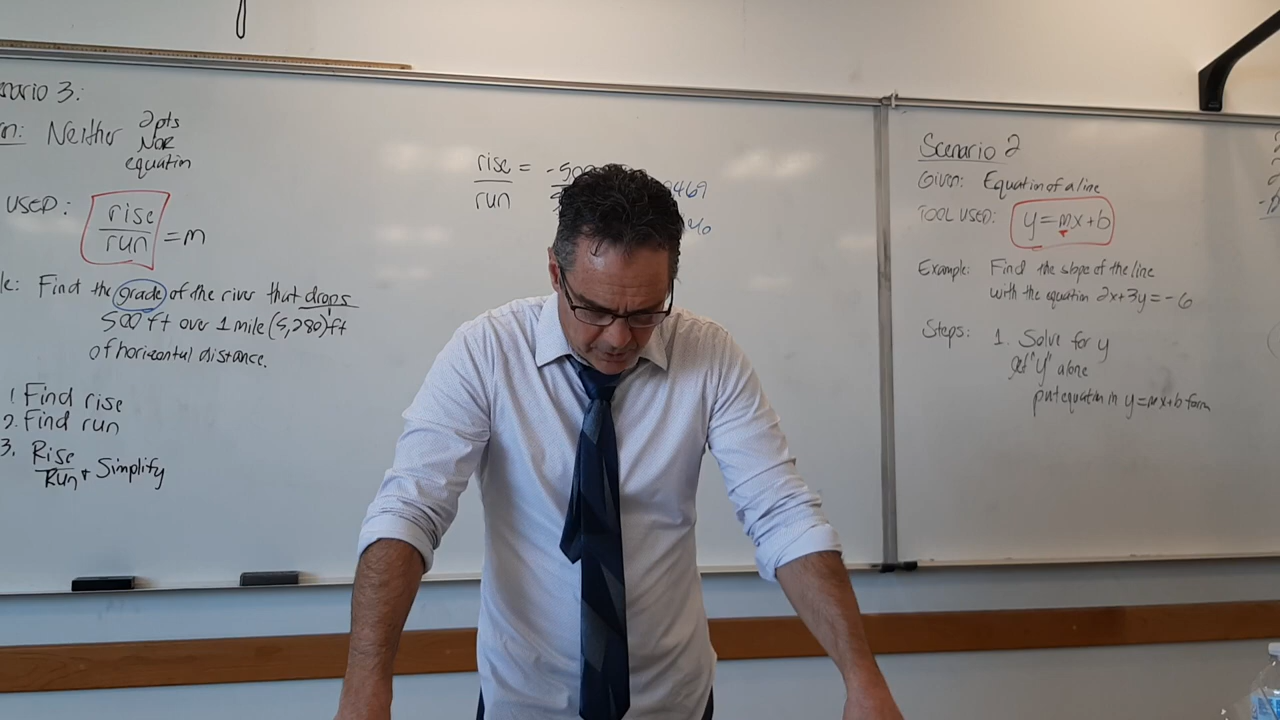 nario 3:
n: Neither 2pts
NOR
equatin
USED: rise
run = m
le: Find the grade of the river that drops
500 ft over 1 mile (5,280) ft
of horizontal distance.
1 Find rise
2. Find run
3. Rise
Run + Simplify
rise = -500
run
469
%
Scenario 2
Given: Equation of a line
TOOL USED: y = mx + b
Example: Find the slope of the line
with the equation 2x + 3y = -6
Steps: 1. Solve for y
get "y" alone
put equation in y = mx + b form